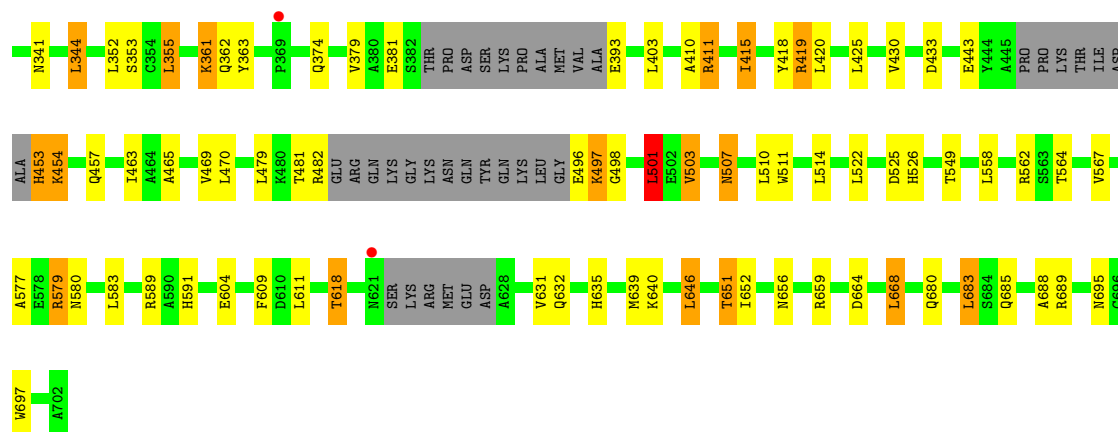 N341 L344 L352 S353 C354 L355 K361 Q362 Y363 P369 Q374 V379 A380 E381 S382 THR PRO ASP SER LYS PRO ALA MET VAL ALA E393 L403 A410 R411 I415 Y418 R419 L420 L425 V430 D433 E443 Y444 A445 PRO PRO LYS THR ILE ASP
ALA H453 K454 Q457 I463 A464 A465 V469 L470 L479 K480 T481 R482 GLU ARG GLN LYS GLY LYS ASN GLN TYR GLN LYS LEU GLY E496 K497 G498 L501 E502 V503 N507 L510 W511 L514 L522 D525 H526 T549 L558 R562 S563 T564 V567
A577 E578 R579 N580 L583 R589 A590 H591 E604 F609 D610 L611 T618 N621 SER LYS ARG MET GLU ASP A628 V631 Q632 H635 M639 K640 L646 T651 I652 N656 R659 D664 L668 Q680 L683 S684 Q685 A688 R689 N695 G696
W697 A702